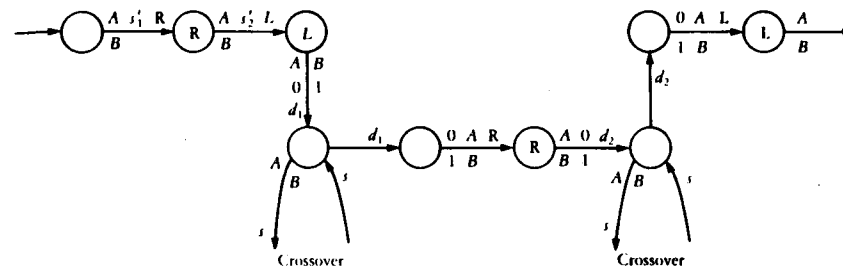 A s′₁ R A s′₂ L 0 A L A
B R B L 1 B L B
A B
0 1
d₁ d₂
d₁ 0 A R A 0 d₂
1 B R B 1
A B s A B s
s s
Crossover Crossover